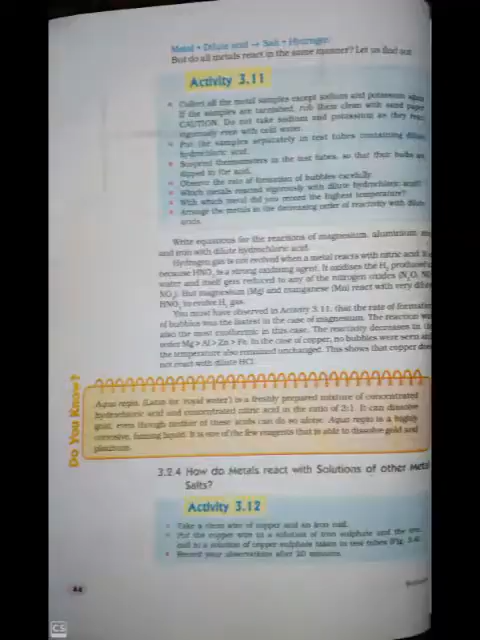 Metal + Dilute acid → Salt + Hydrogen
But do all metals react in the same manner? Let us find out
Activity 3.11
Collect all the metal samples except sodium and potassium again
If the samples are tarnished, rub them clean with sand paper
CAUTION. Do not take sodium and potassium as they react
vigorously even with cold water.
Put the samples separately in test tubes containing dilute
hydrochloric acid.
Suspend thermometers in the test tubes, so that their bulbs are
dipped in the acid.
Observe the rate of formation of bubbles carefully.
Which metals reacted vigorously with dilute hydrochloric acid?
With which metal did you record the highest temperature?
Arrange the metals in the decreasing order of reactivity with dilute
acids.
Write equations for the reactions of magnesium, aluminium
and iron with dilute hydrochloric acid.
Hydrogen gas is not evolved when a metal reacts with nitric acid. It
because HNO₃ is a strong oxidising agent. It oxidises the H₂ produced
water and itself gets reduced to any of the nitrogen oxides (N₂O, NO
NO₂). But magnesium (Mg) and manganese (Mn) react with very dilute
HNO₃ to evolve H₂ gas.
You must have observed in Activity 3.11, that the rate of formation
of bubbles was the fastest in the case of magnesium. The reaction was
also the most exothermic in this case. The reactivity decreases in the
order Mg > Al > Zn > Fe. In the case of copper, no bubbles were seen and
the temperature also remained unchanged. This shows that copper does
not react with dilute HCl.
Do You Know?
Aqua regia, (Latin for 'royal water') is a freshly prepared mixture of concentrated
hydrochloric acid and concentrated nitric acid in the ratio of 3:1. It can dissolve
gold, even though neither of these acids can do so alone. Aqua regia is a highly
corrosive, fuming liquid. It is one of the few reagents that is able to dissolve gold and
platinum.
3.2.4 How do Metals react with Solutions of other Metal
Salts?
Activity 3.12
Take a clean wire of copper and an iron nail.
Put the copper wire in a solution of iron sulphate and the iron
nail in a solution of copper sulphate taken in test tubes (Fig. 3.4)
Record your observations after 20 minutes.
44
CS